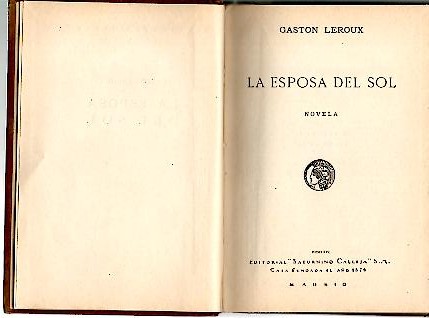 GASTON LEROUX
LA ESPOSA DEL SOL
NOVELA
EDITORIAL "SATURNINO CALLEJA" S. A.
CASA FUNDADA EL AÑO 1876
MADRID